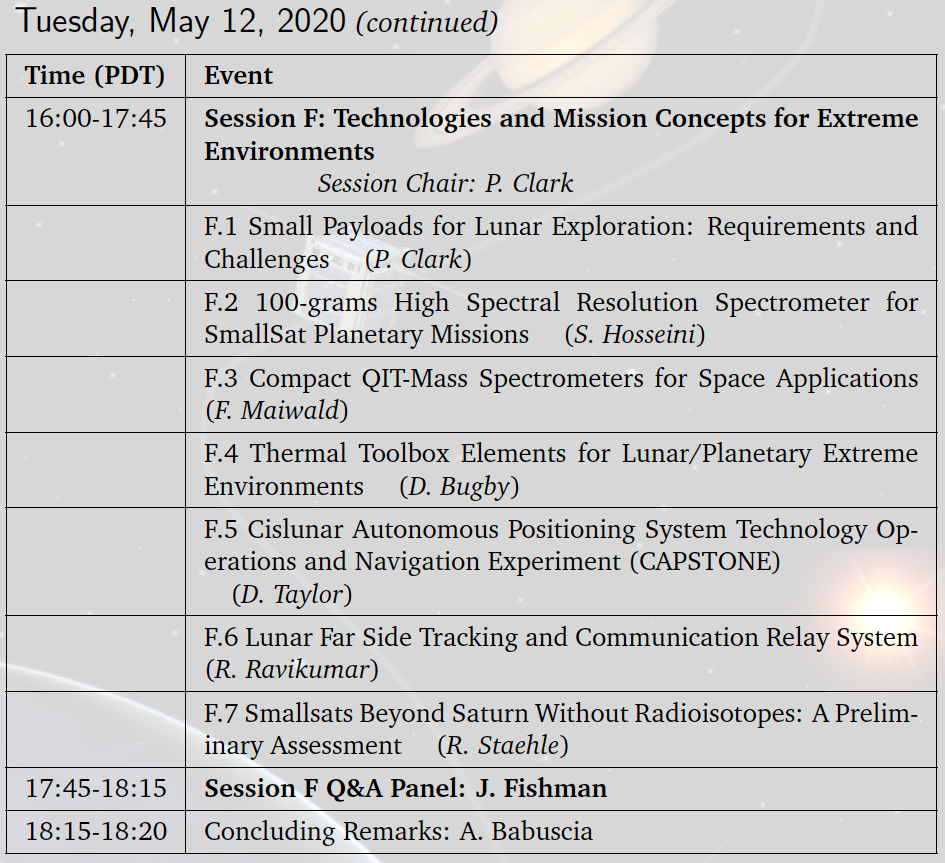 Tuesday, May 12, 2020 (continued)
Time (PDT) Event
16:00-17:45 Session F: Technologies and Mission Concepts for Extreme
Environments
Session Chair: P. Clark
F.1 Small Payloads for Lunar Exploration: Requirements and
Challenges (P. Clark)
F.2 100-grams High Spectral Resolution Spectrometer for
SmallSat Planetary Missions (S. Hosseini)
F.3 Compact QIT-Mass Spectrometers for Space Applications
(F. Maiwald)
F.4 Thermal Toolbox Elements for Lunar/Planetary Extreme
Environments (D. Bugby)
F.5 Cislunar Autonomous Positioning System Technology Op-
erations and Navigation Experiment (CAPSTONE)
(D. Taylor)
F.6 Lunar Far Side Tracking and Communication Relay System
(R. Ravikumar)
F.7 Smallsats Beyond Saturn Without Radioisotopes: A Prelim-
inary Assessment (R. Staehle)
17:45-18:15 Session F Q&A Panel: J. Fishman
18:15-18:20 Concluding Remarks: A. Babuscia